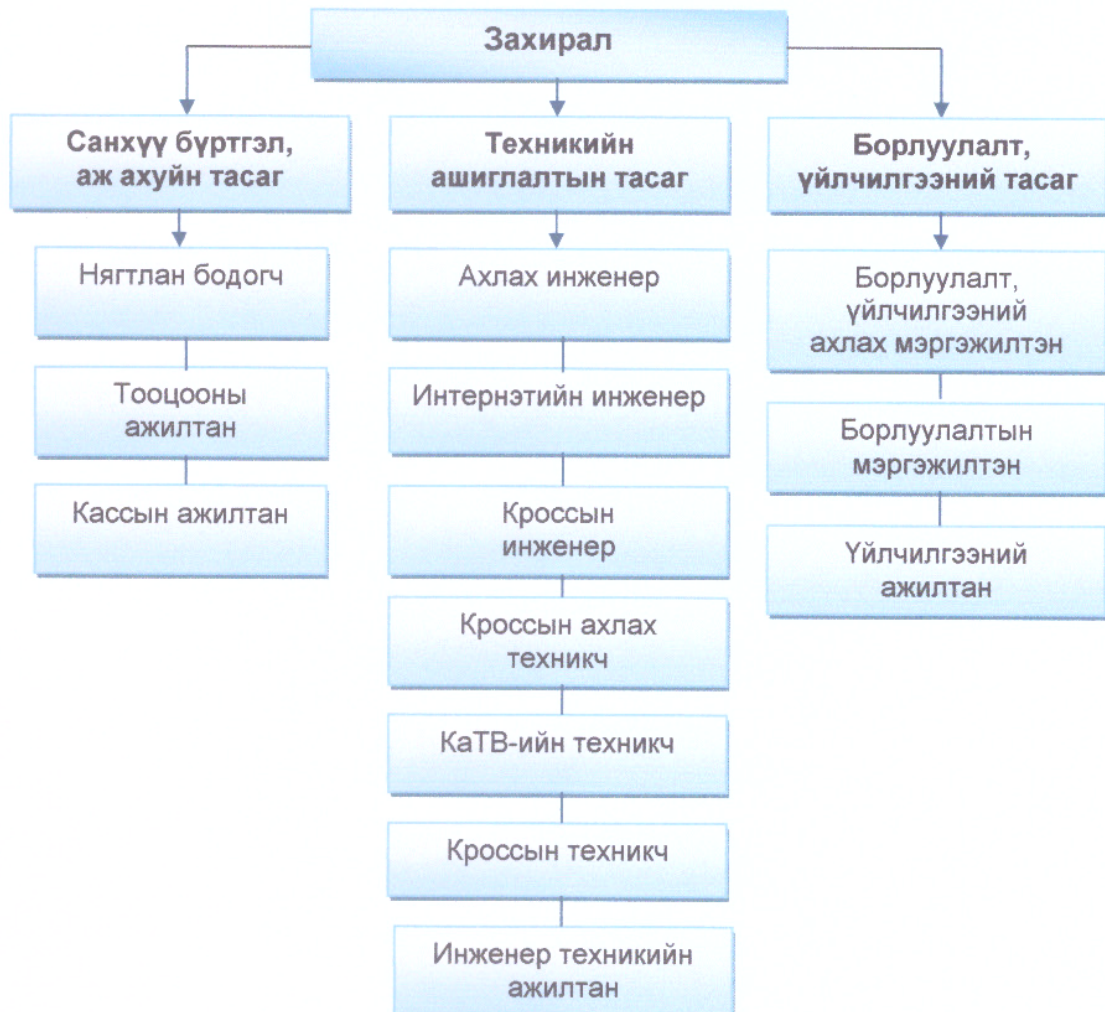 Захирал
Санхүү бүртгэл,
аж ахуйн тасаг
Нягтлан бодогч
Тооцооны
ажилтан
Кассын ажилтан
Техникийн
ашиглалтын тасаг
Ахлах инженер
Интернэтийн инженер
Кроссын
инженер
Кроссын ахлах
техникч
КаТВ-ийн техникч
Кроссын техникч
Инженер техникийн
ажилтан
Борлуулалт,
үйлчилгээний тасаг
Борлуулалт,
үйлчилгээний
ахлах мэргэжилтэн
Борлуулалтын
мэргэжилтэн
Үйлчилгээний
ажилтан